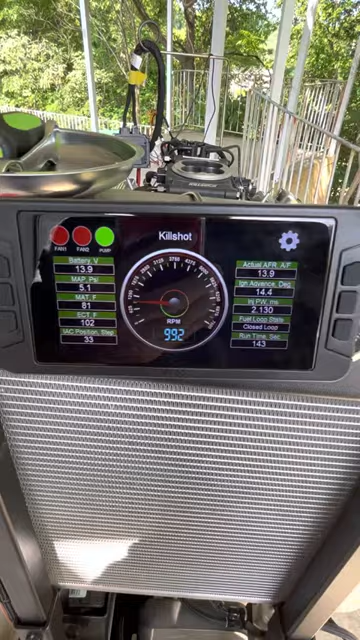 Killshot
FAN1 FAN2 PUMP
Battery, V
13.9
MAP, Psi
5.1
MAT, F
81
ECT, F
102
IAC Position, Step
33
RPM
992
Actual AFR, A/F
13.9
Ign Advance, Deg
14.4
Inj PW, ms
2.130
Fuel Loop State
Closed Loop
Run Time, Sec
143